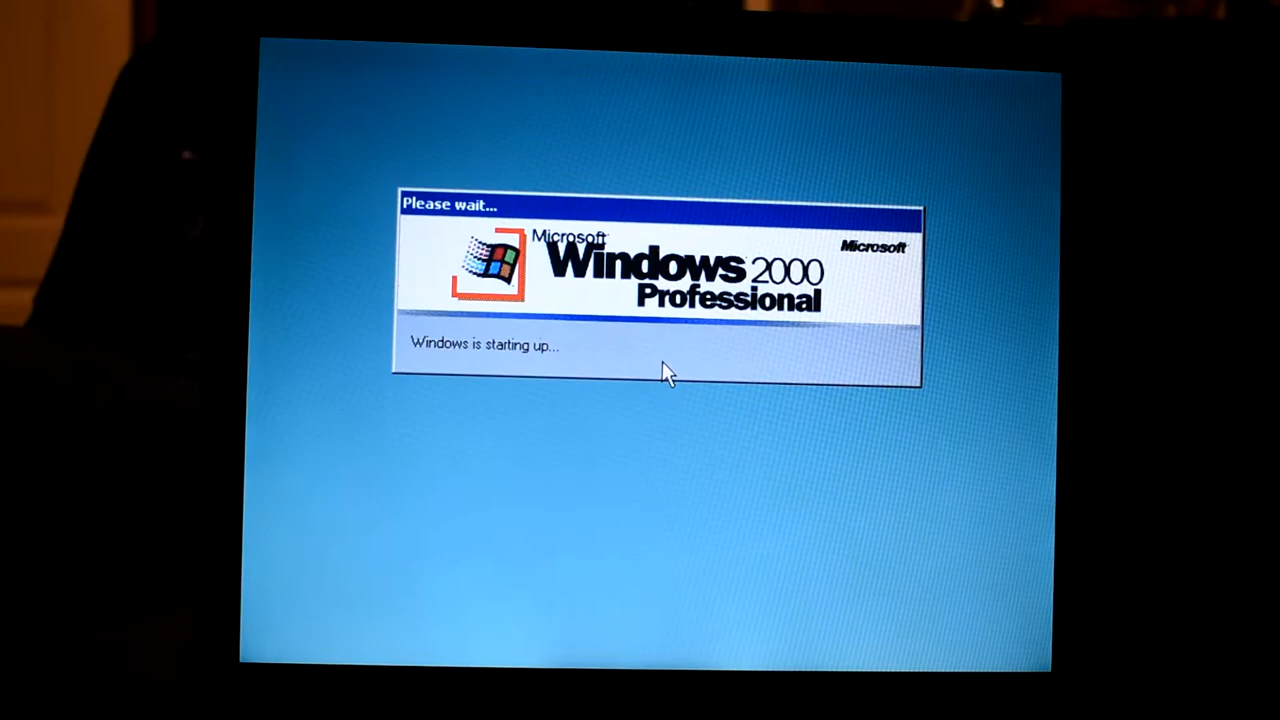 Please wait...
Microsoft
Microsoft
Windows 2000
Professional
Windows is starting up...